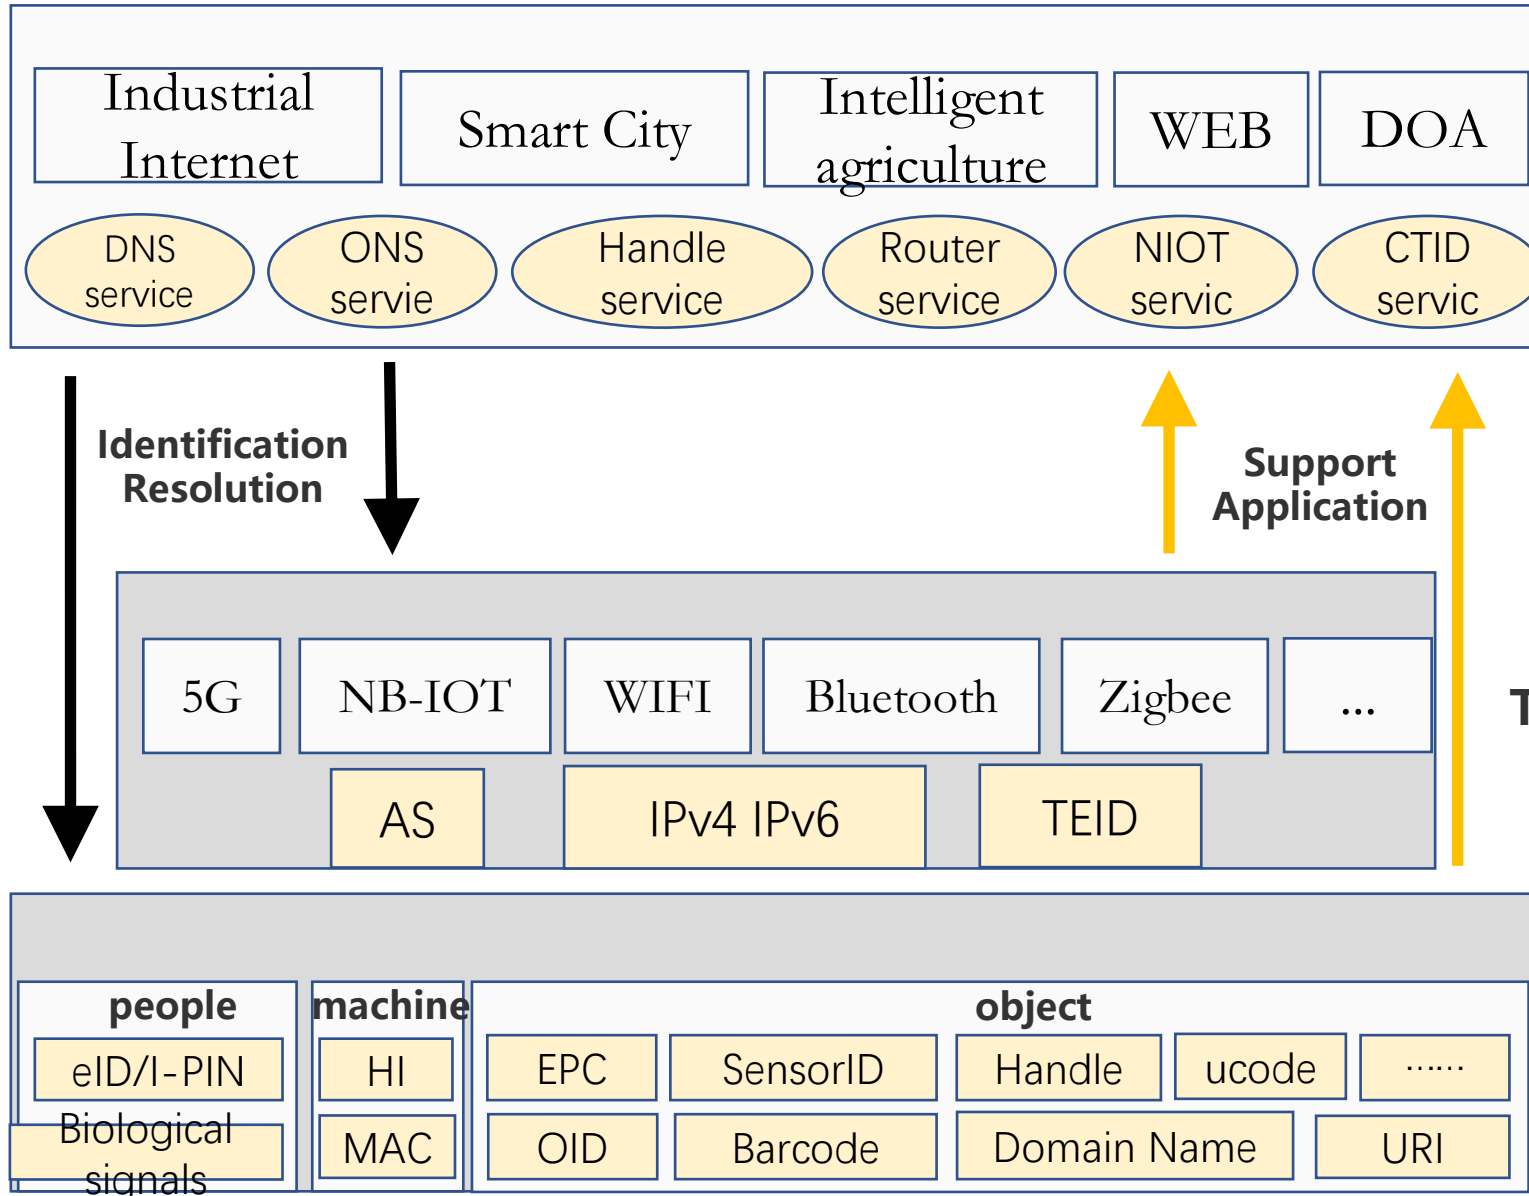 Industrial
Internet
Smart City
Intelligent
agriculture
WEB
DOA
DNS
service
ONS
servie
Handle
service
Router
service
NIOT
servic
CTID
servic
Identification
Resolution
Support
Application
5G
NB-IOT
WIFI
Bluetooth
Zigbee
...
T
AS
IPv4 IPv6
TEID
people
machine
object
eID/I-PIN
HI
EPC
SensorID
Handle
ucode
......
Biological
signals
MAC
OID
Barcode
Domain Name
URI